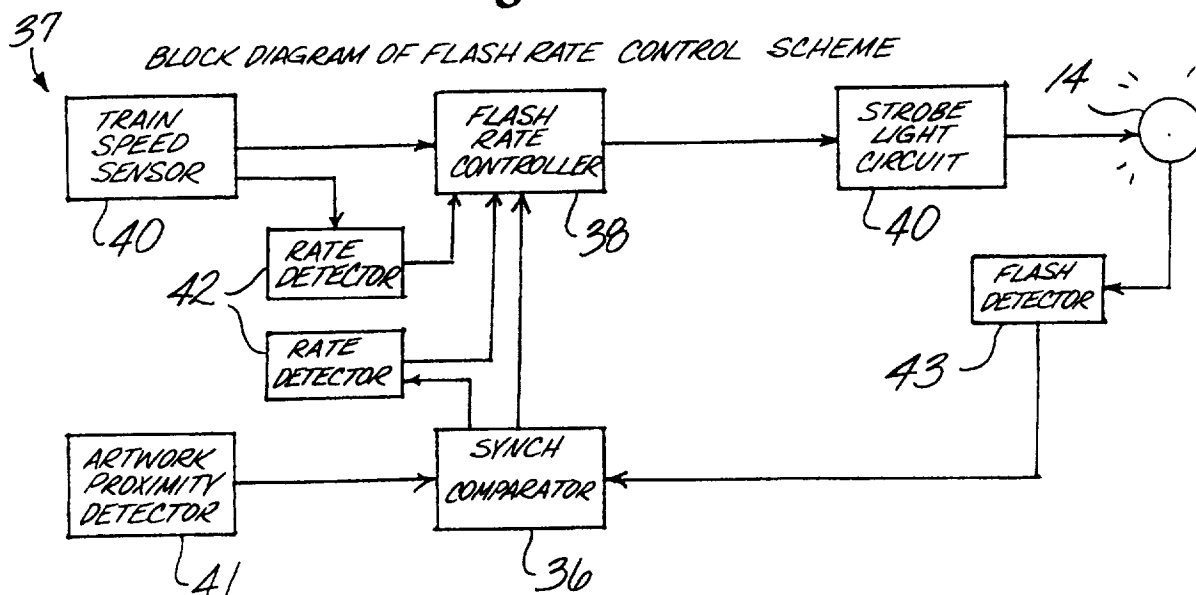 37
BLOCK DIAGRAM OF FLASH RATE CONTROL SCHEME
14
TRAIN
SPEED
SENSOR
40
FLASH
RATE
CONTROLLER
38
STROBE
LIGHT
CIRCUIT
40
RATE
DETECTOR
42
RATE
DETECTOR
FLASH
DETECTOR
43
ARTWORK
PROXIMITY
DETECTOR
41
SYNCH
COMPARATOR
36